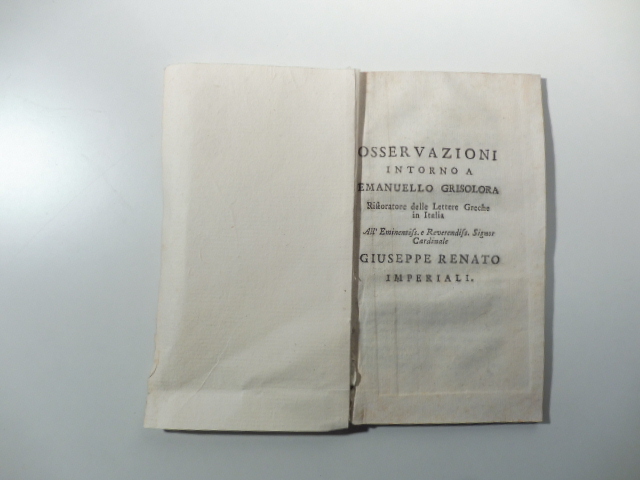 OSSERVAZIONI
INTORNO A
EMANUELLO GRISOLORA
Riſtoratore delle Lettere Greche
in Italia
All' Eminentiſs. e Reverendiſs. Signor
Cardinale
GIUSEPPE RENATO
IMPERIALI.